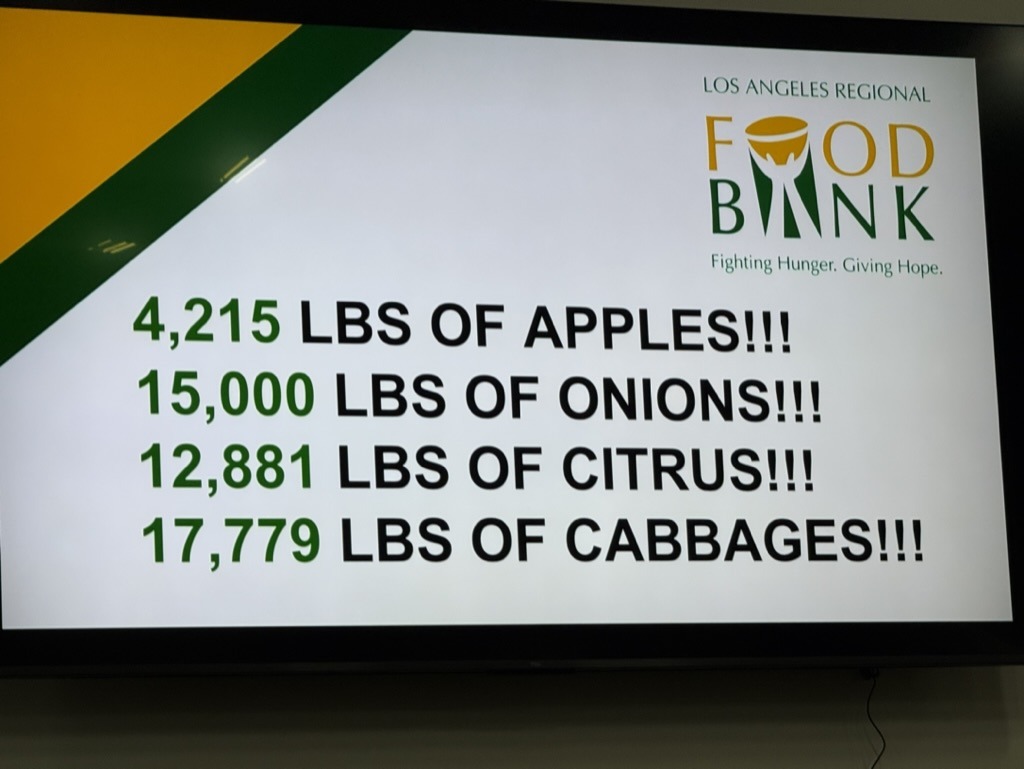 LOS ANGELES REGIONAL
FOOD
BANK
Fighting Hunger. Giving Hope.
4,215 LBS OF APPLES!!!
15,000 LBS OF ONIONS!!!
12,881 LBS OF CITRUS!!!
17,779 LBS OF CABBAGES!!!